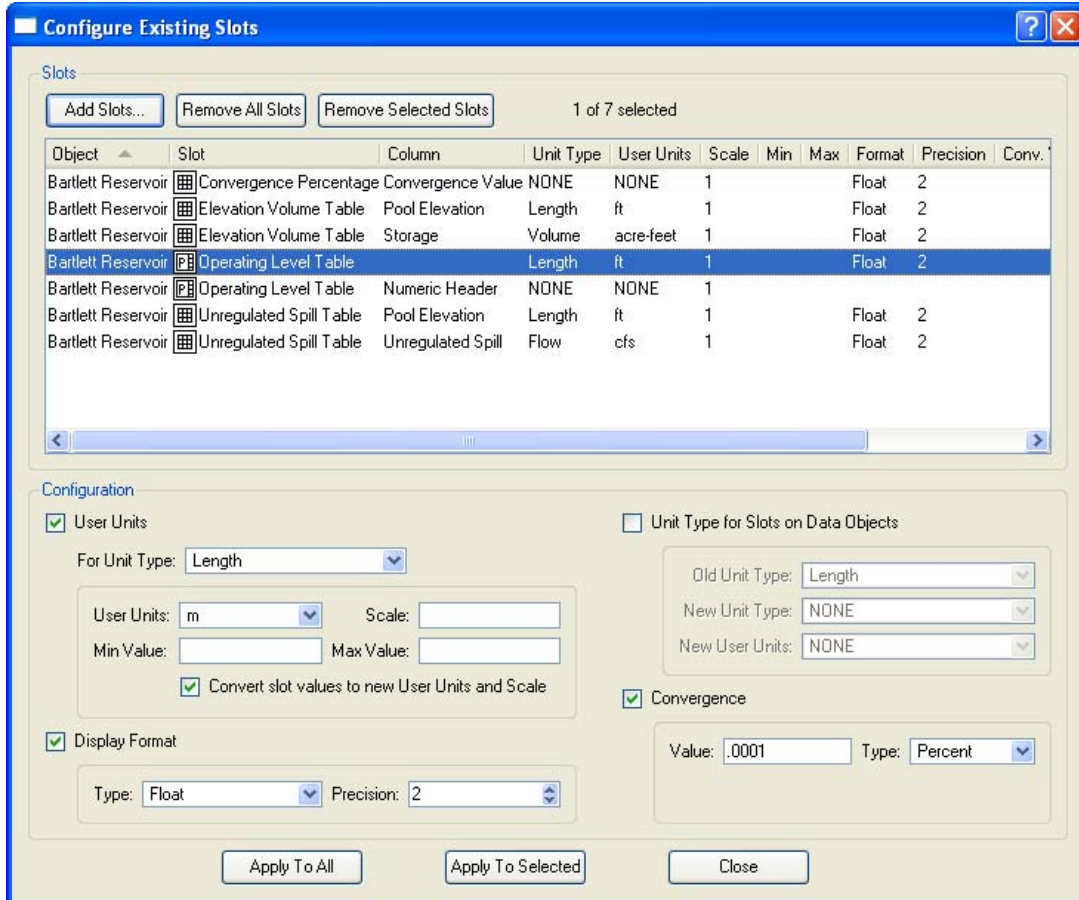 Configure Existing Slots
Slots
Add Slots... Remove All Slots Remove Selected Slots 1 of 7 selected
Object Slot Column Unit Type User Units Scale Min Max Format Precision Conv.
Bartlett Reservoir Convergence Percentage Convergence Value NONE NONE 1 Float 2
Bartlett Reservoir Elevation Volume Table Pool Elevation Length ft 1 Float 2
Bartlett Reservoir Elevation Volume Table Storage Volume acre-feet 1 Float 2
Bartlett Reservoir P Operating Level Table Length ft 1 Float 2
Bartlett Reservoir P Operating Level Table Numeric Header NONE NONE 1
Bartlett Reservoir Unregulated Spill Table Pool Elevation Length ft 1 Float 2
Bartlett Reservoir Unregulated Spill Table Unregulated Spill Flow cfs 1 Float 2
Configuration
User Units
For Unit Type: Length
User Units: m Scale:
Min Value: Max Value:
Convert slot values to new User Units and Scale
Display Format
Type: Float Precision: 2
Unit Type for Slots on Data Objects
Old Unit Type: Length
New Unit Type: NONE
New User Units: NONE
Convergence
Value: .0001 Type: Percent
Apply To All Apply To Selected Close